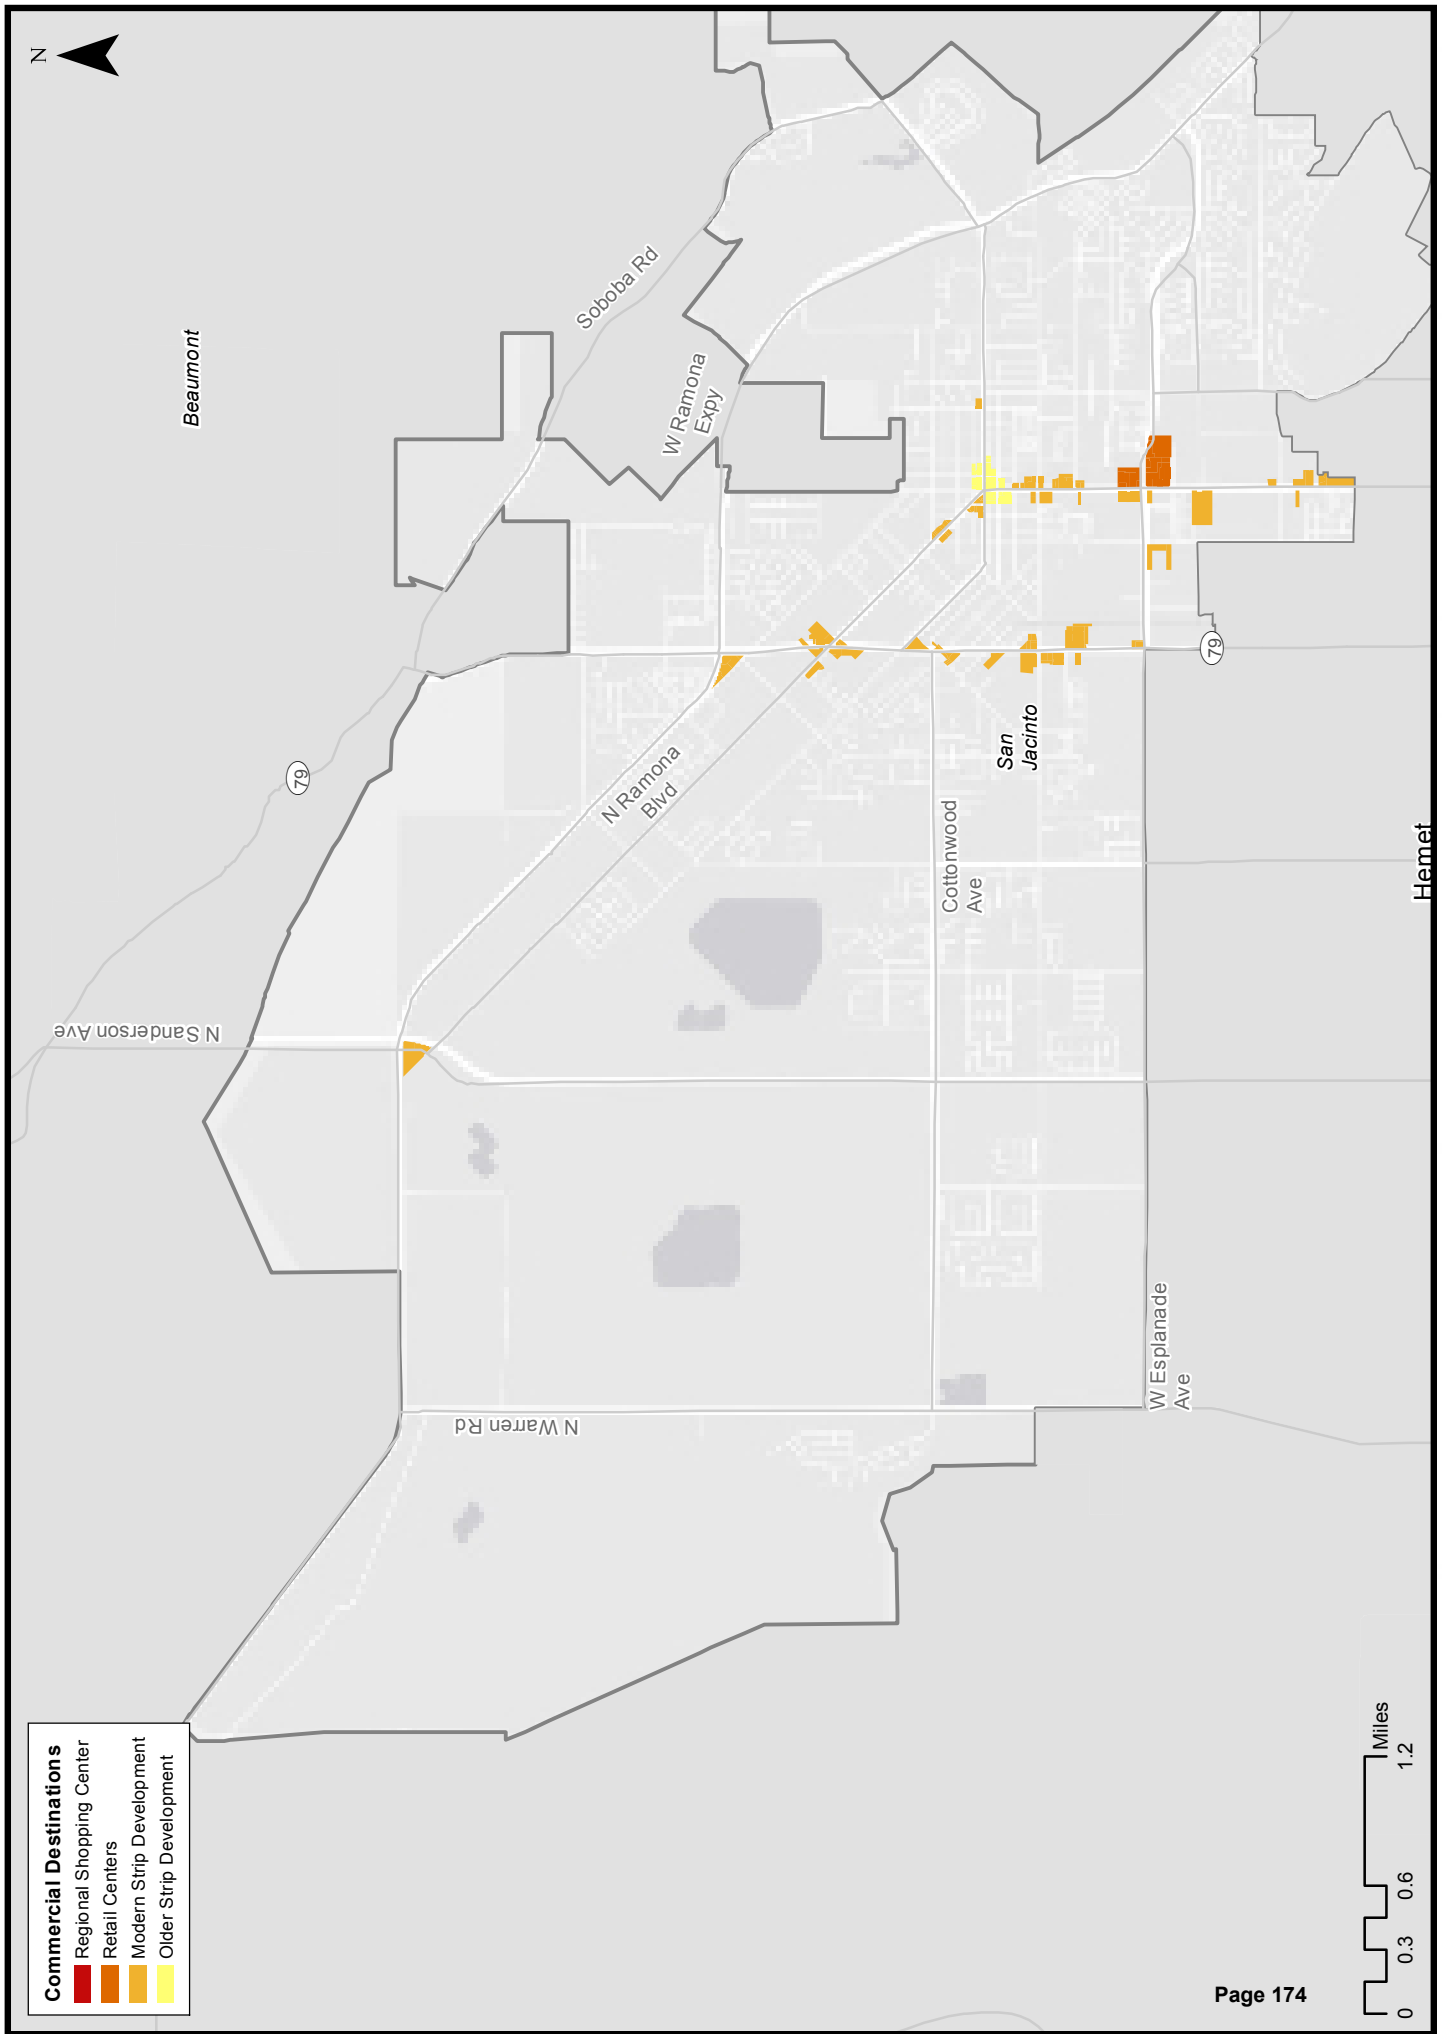 N
Beaumont
Soboba Rd
W Ramona
Expy
79
N Sanderson Ave
N Ramona
Blvd
Cottonwood
Ave
San
Jacinto
79
Hemet
N Warren Rd
W Esplanade
Ave
Commercial Destinations
Regional Shopping Center
Retail Centers
Modern Strip Development
Older Strip Development
Miles
0 0.3 0.6 1.2
Page 174